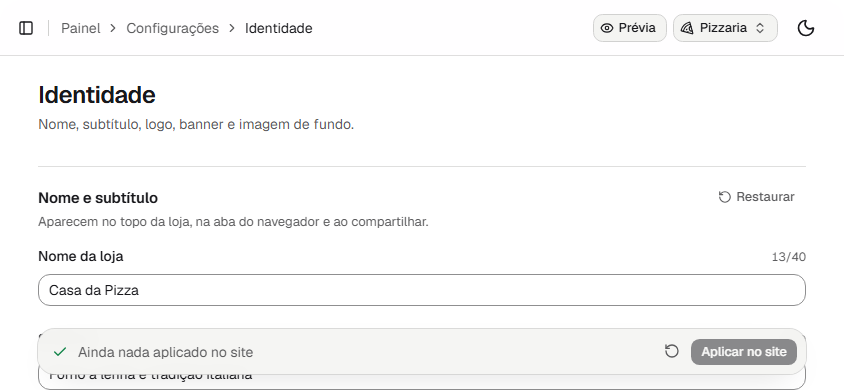 Painel > Configurações > Identidade
Prévia
Pizzaria
Identidade
Nome, subtítulo, logo, banner e imagem de fundo.
Nome e subtítulo
Restaurar
Aparecem no topo da loja, na aba do navegador e ao compartilhar.
Nome da loja
13/40
Casa da Pizza
Ainda nada aplicado no site
Aplicar no site
Forno a lenha e tradição italiana